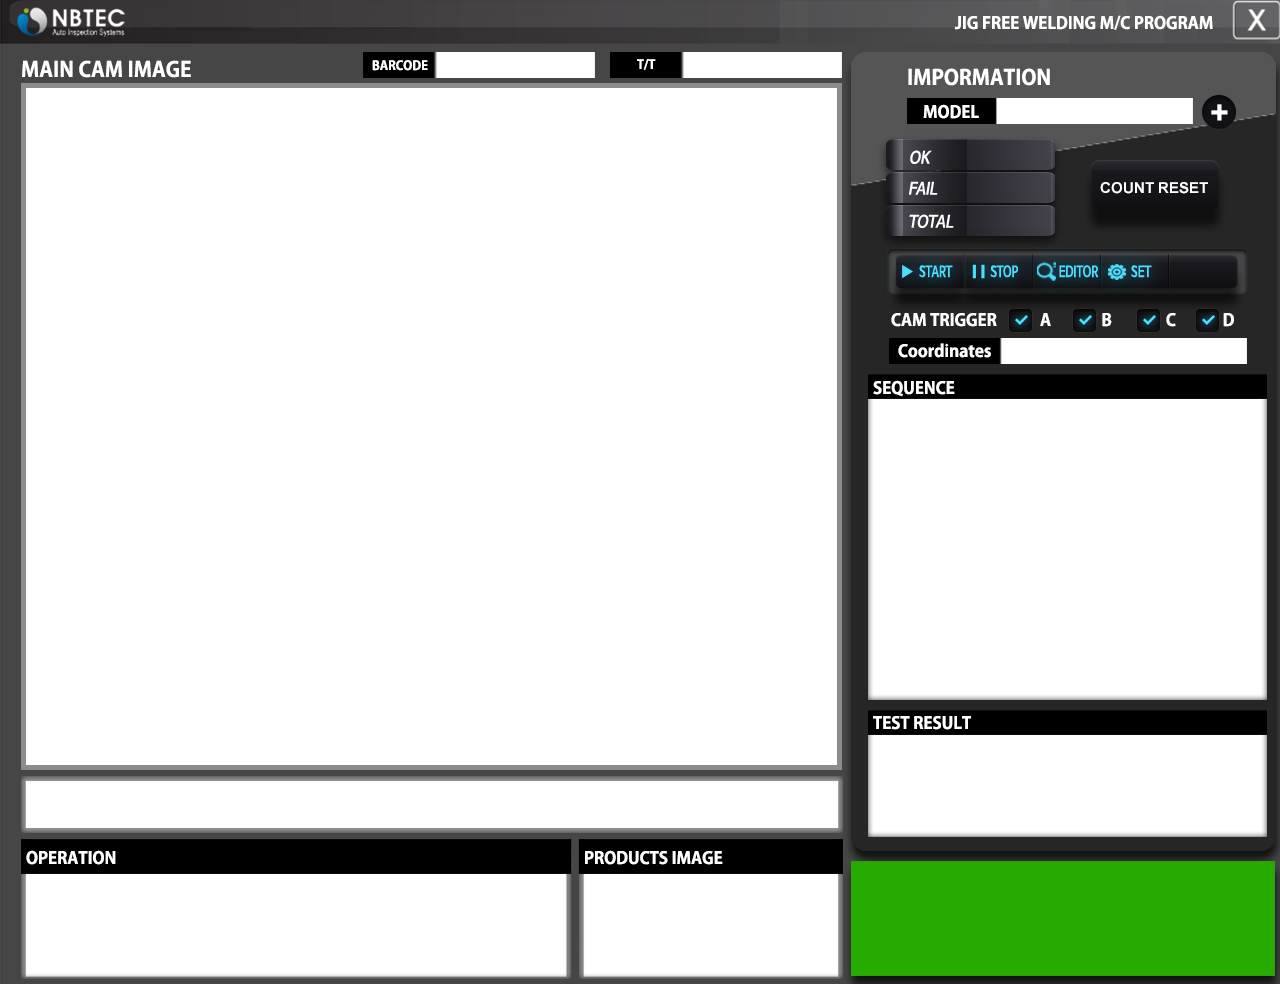 NBTEC
Auto Inspection Systems
JIG FREE WELDING M/C PROGRAM
X
MAIN CAM IMAGE
BARCODE
T/T
IMPORMATION
MODEL
OK
FAIL
TOTAL
COUNT RESET
START STOP EDITOR SET
CAM TRIGGER A B C D
Coordinates
SEQUENCE
TEST RESULT
OPERATION
PRODUCTS IMAGE